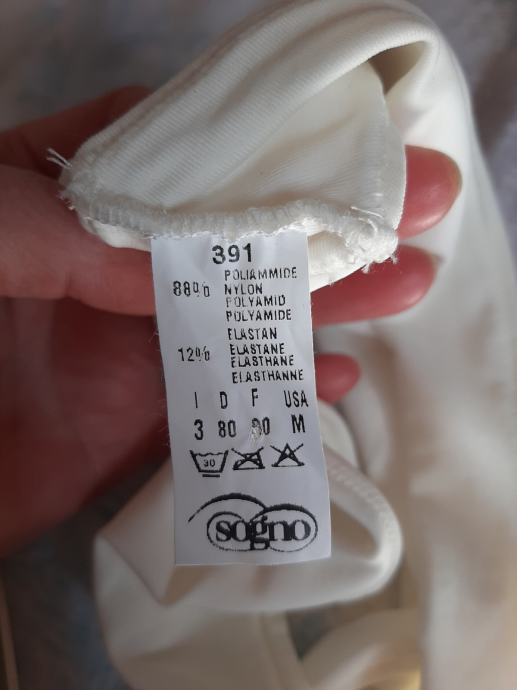 391
88% POLIAMMIDE
NYLON
POLYAMID
POLYAMIDE
ELASTAN
12% ELASTANE
ELASTHANE
ELASTHANNE
I D F USA
3 80 90 M
30
sogno